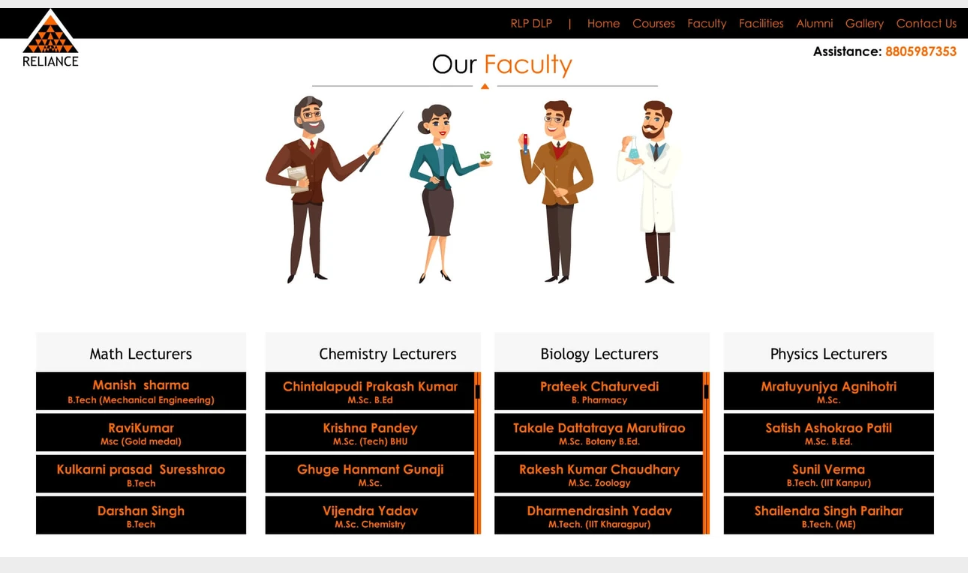 RLP DLP | Home Courses Faculty Facilities Alumni Gallery Contact Us
RELIANCE
Assistance: 8805987353
Our Faculty
Math Lecturers
Manish sharma
B.Tech (Mechanical Engineering)
RaviKumar
Msc (Gold medal)
Kulkarni prasad Suresshrao
B.Tech
Darshan Singh
B.Tech
Chemistry Lecturers
Chintalapudi Prakash Kumar
M.Sc. B.Ed
Krishna Pandey
M.Sc. (Tech) BHU
Ghuge Hanmant Gunaji
M.Sc.
Vijendra Yadav
M.Sc. Chemistry
Biology Lecturers
Prateek Chaturvedi
B. Pharmacy
Takale Dattatraya Marutirao
M.Sc. Botany B.Ed.
Rakesh Kumar Chaudhary
M.Sc. Zoology
Dharmendrasinh Yadav
M.Tech. (IIT Kharagpur)
Physics Lecturers
Mratuyunjya Agnihotri
M.Sc.
Satish Ashokrao Patil
M.Sc. B.Ed.
Sunil Verma
B.Tech. (IIT Kanpur)
Shailendra Singh Parihar
B.Tech. (ME)